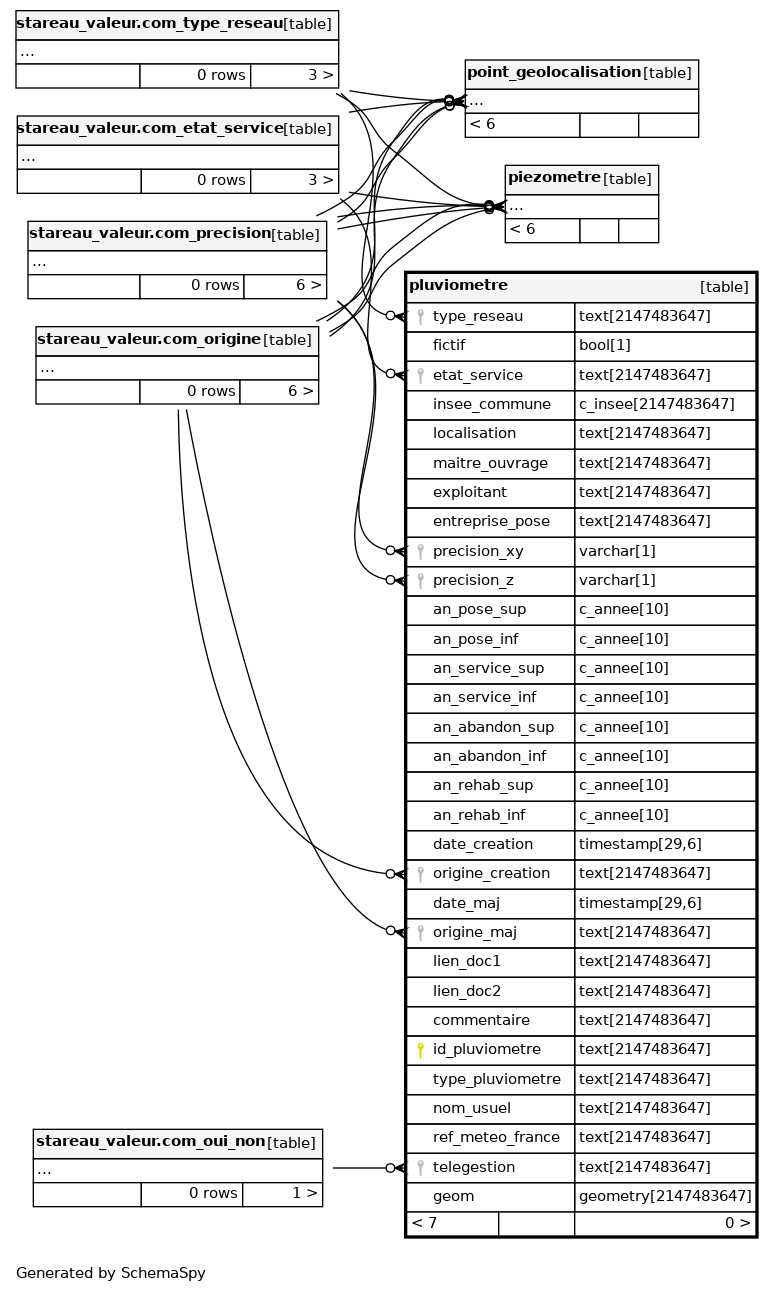 stareau_valeur.com_type_reseau [table]
...
0 rows 3 >
stareau_valeur.com_etat_service [table]
...
0 rows 3 >
stareau_valeur.com_precision [table]
...
0 rows 6 >
stareau_valeur.com_origine [table]
...
0 rows 6 >
point_geolocalisation [table]
...
< 6
piezometre [table]
...
< 6
pluviometre [table]
type_reseau text[2147483647]
fictif bool[1]
etat_service text[2147483647]
insee_commune c_insee[2147483647]
localisation text[2147483647]
maitre_ouvrage text[2147483647]
exploitant text[2147483647]
entreprise_pose text[2147483647]
precision_xy varchar[1]
precision_z varchar[1]
an_pose_sup c_annee[10]
an_pose_inf c_annee[10]
an_service_sup c_annee[10]
an_service_inf c_annee[10]
an_abandon_sup c_annee[10]
an_abandon_inf c_annee[10]
an_rehab_sup c_annee[10]
an_rehab_inf c_annee[10]
date_creation timestamp[29,6]
origine_creation text[2147483647]
date_maj timestamp[29,6]
origine_maj text[2147483647]
lien_doc1 text[2147483647]
lien_doc2 text[2147483647]
commentaire text[2147483647]
id_pluviometre text[2147483647]
type_pluviometre text[2147483647]
nom_usuel text[2147483647]
ref_meteo_france text[2147483647]
telegestion text[2147483647]
geom geometry[2147483647]
< 7 0 >
stareau_valeur.com_oui_non [table]
...
0 rows 1 >
Generated by SchemaSpy